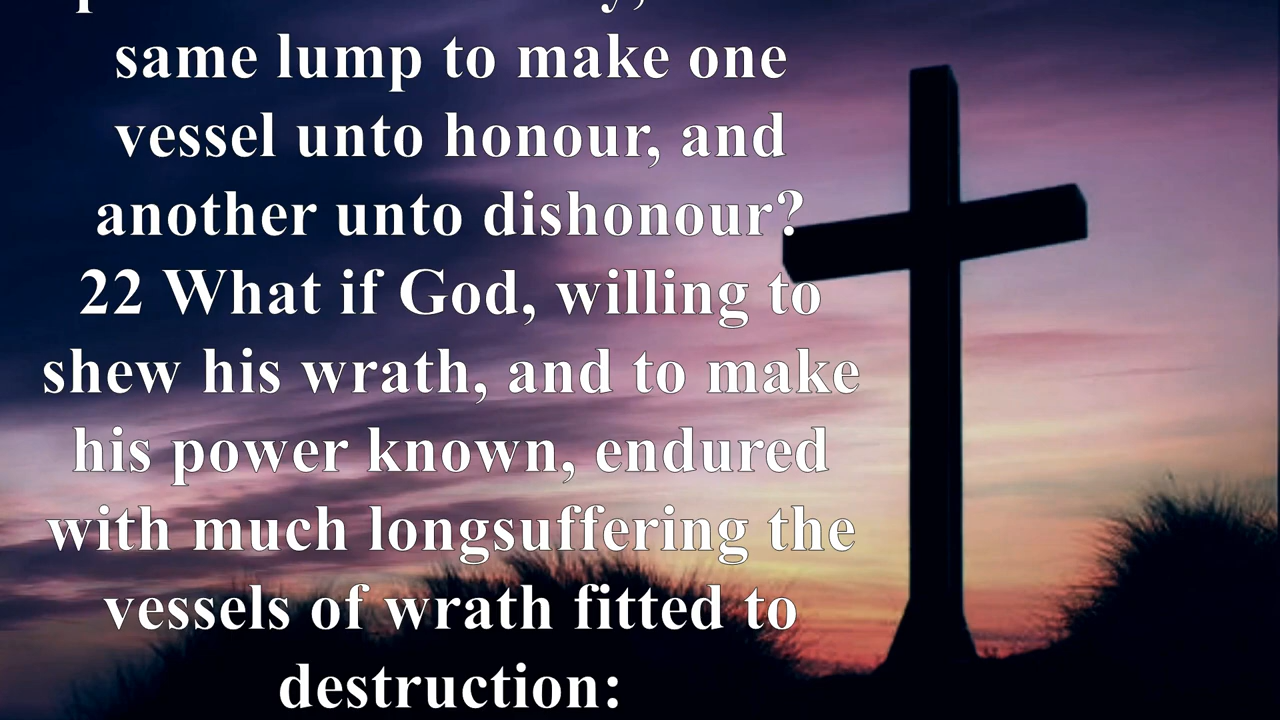 same lump to make one
vessel unto honour, and
another unto dishonour?
22 What if God, willing to
shew his wrath, and to make
his power known, endured
with much longsuffering the
vessels of wrath fitted to
destruction: